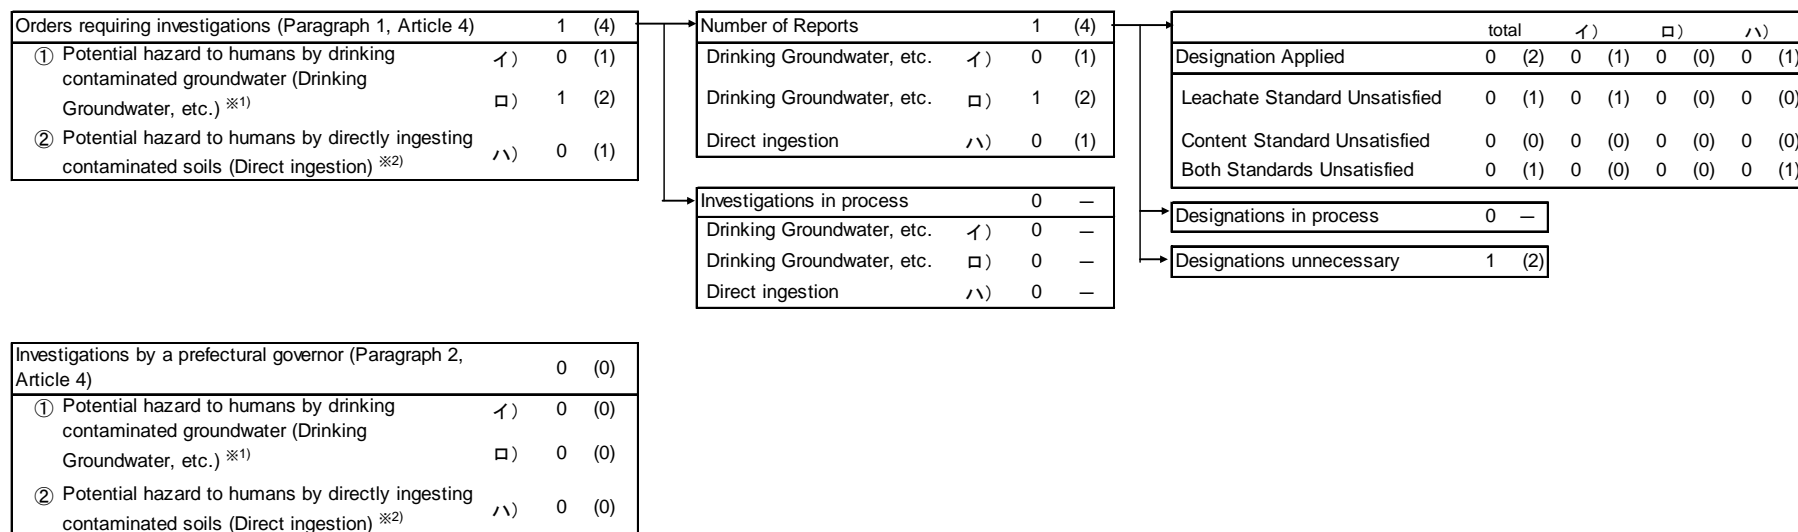 Orders requiring investigations (Paragraph 1, Article 4) 1 (4)
① Potential hazard to humans by drinking
contaminated groundwater (Drinking
Groundwater, etc.) ※1)
イ） 0 (1)
ロ） 1 (2)
② Potential hazard to humans by directly ingesting
contaminated soils (Direct ingestion) ※2)
ハ） 0 (1)
Number of Reports 1 (4)
Drinking Groundwater, etc. イ） 0 (1)
Drinking Groundwater, etc. ロ） 1 (2)
Direct ingestion ハ） 0 (1)
Investigations in process 0 －
Drinking Groundwater, etc. イ） 0 －
Drinking Groundwater, etc. ロ） 0 －
Direct ingestion ハ） 0 －
total イ） ロ） ハ）
Designation Applied 0 (2) 0 (1) 0 (0) 0 (1)
Leachate Standard Unsatisfied 0 (1) 0 (1) 0 (0) 0 (0)
Content Standard Unsatisfied 0 (0) 0 (0) 0 (0) 0 (0)
Both Standards Unsatisfied 0 (1) 0 (0) 0 (0) 0 (1)
Designations in process 0 －
Designations unnecessary 1 (2)
Investigations by a prefectural governor (Paragraph 2,
Article 4)
0 (0)
① Potential hazard to humans by drinking
contaminated groundwater (Drinking
Groundwater, etc.) ※1)
イ） 0 (0)
ロ） 0 (0)
② Potential hazard to humans by directly ingesting
contaminated soils (Direct ingestion) ※2)
ハ） 0 (0)